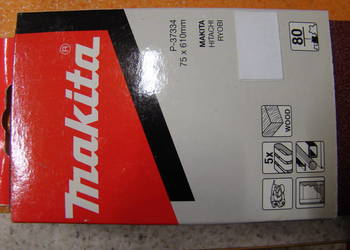 makita®
P-37334
75 x 610mm
MAKITA
HITACHI
RYOBI
80
WOOD
5x